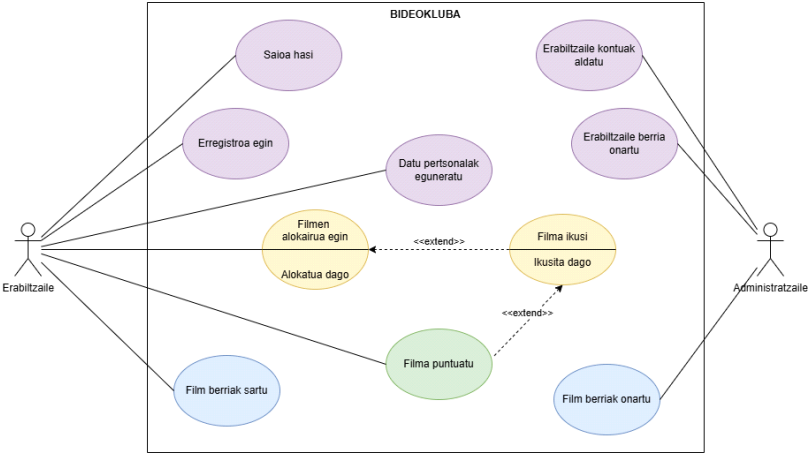 BIDEOKLUBA
Saioa hasi
Erabiltzaile kontuak
aldatu
Erregistroa egin
Erabiltzaile berria
onartu
Datu pertsonalak
eguneratu
Filmen
alokairua egin
Alokatua dago
<<extend>>
Filma ikusi
Ikusita dago
Erabiltzaile
Administratzaile
<<extend>>
Filma puntuatu
Film berriak sartu
Film berriak onartu